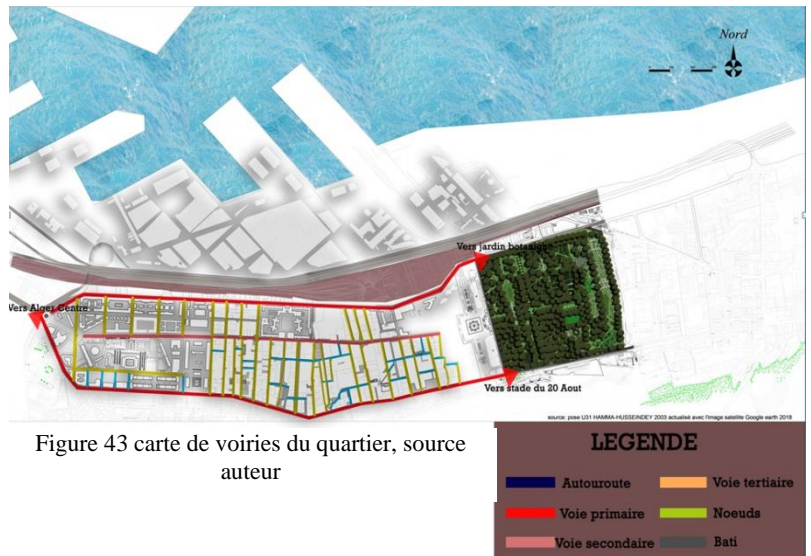 Nord
Vers jardin botanique
Vers Alger Centre
Vers stade du 20 Aout
source: pose U31 HAMMA-HUSSEINDEY 2003 actualisé avec l'image satellite Google earth 2018
Figure 43 carte de voiries du quartier, source
auteur
LEGENDE
Autouroute
Voie tertiaire
Voie primaire
Noeuds
Voie secondaire
Bati